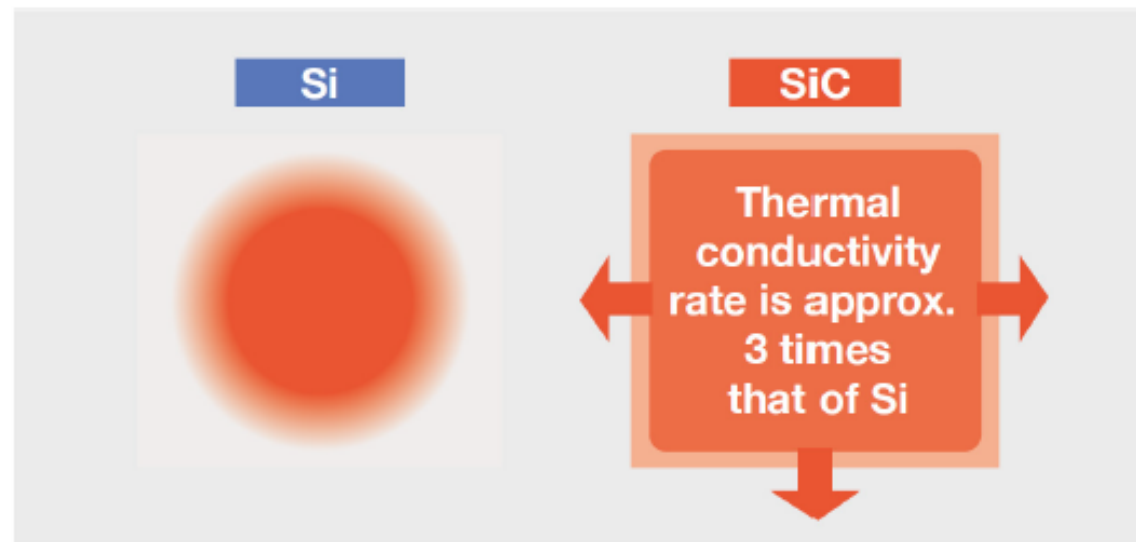 Si
SiC
Thermal
conductivity
rate is approx.
3 times
that of Si